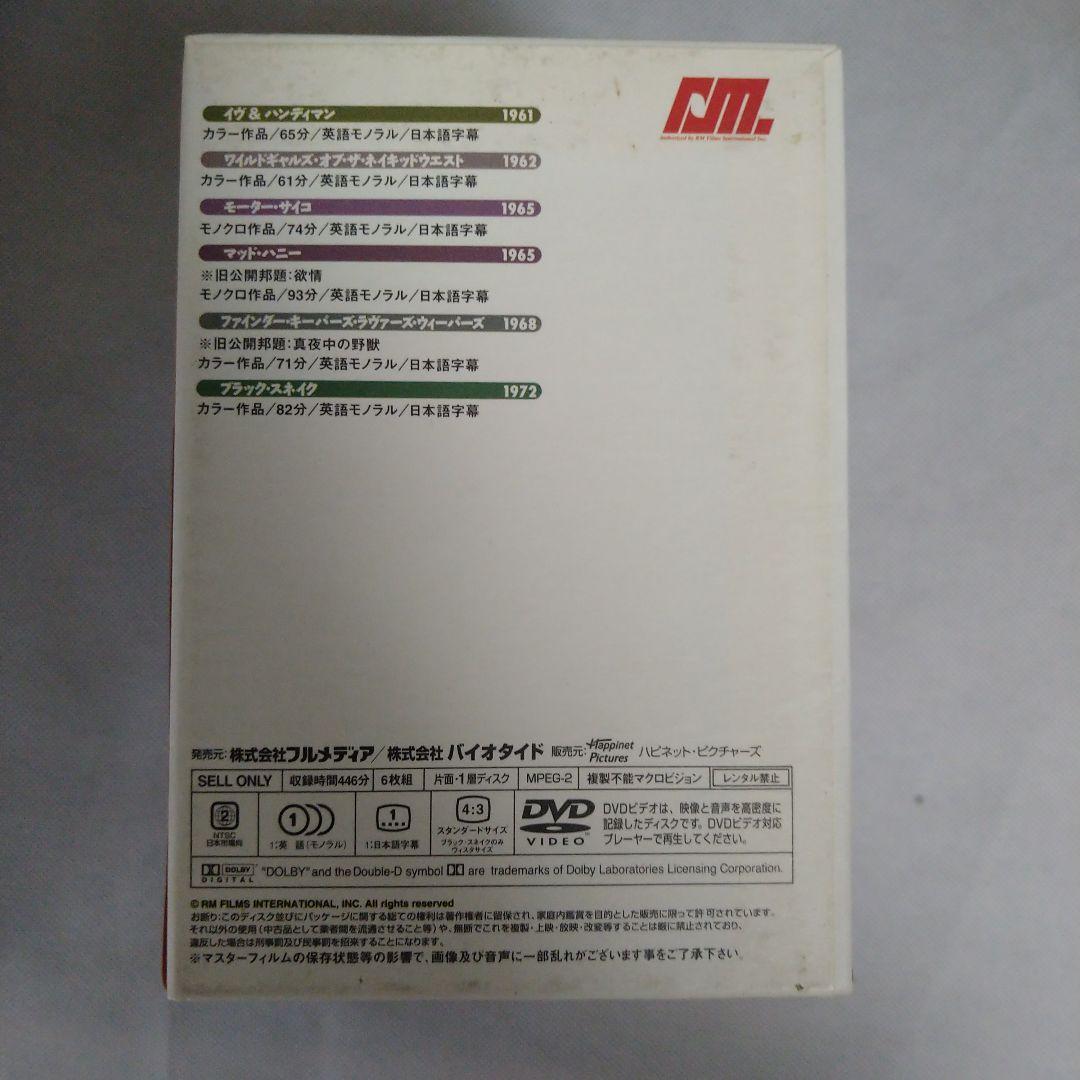 RM.
Authorized by RM Films International Inc.
イヴ & ハンディマン 1961
カラー作品/65分/英語モノラル/日本語字幕
ワイルドギャルズ・オブ・ザ・ネイキッドウエスト 1962
カラー作品/61分/英語モノラル/日本語字幕
モーター・サイコ 1965
モノクロ作品/74分/英語モノラル/日本語字幕
マッド・ハニー 1965
※旧公開邦題:欲情
モノクロ作品/93分/英語モノラル/日本語字幕
ファインダー・キーパーズ・ラヴァーズ・ウィーパーズ 1968
※旧公開邦題:真夜中の野獣
カラー作品/71分/英語モノラル/日本語字幕
ブラック・スネイク 1972
カラー作品/82分/英語モノラル/日本語字幕
発売元:株式会社フルメディア/株式会社 バイオタイド 販売元:Happinet Pictures ハピネット・ピクチャーズ
SELL ONLY 収録時間446分 6枚組 片面・1層ディスク MPEG-2 複製不能マクロビジョン レンタル禁止
2 NTSC 日本市場向
1 1:英 語(モノラル)
1 1:日本語字幕
4:3 スタンダードサイズ
ブラック・スネイクのみ
ヴィスタサイズ
DVD VIDEO
DVDビデオは、映像と音声を高密度に
記録したディスクです。DVDビデオ対応
プレーヤーで再生してください。
DOLBY DIGITAL "DOLBY" and the Double-D symbol are trademarks of Dolby Laboratories Licensing Corporation.
© RM FILMS INTERNATIONAL, INC. All rights reserved
お断り:このディスク並びにパッケージに関する総ての権利は著作権者に留保され、家庭内鑑賞を目的とした販売に限って許可されています。
それ以外の使用(中古品として業者間を流通させること等)や、無断でこれを複製・上映・放映・改変等することは厳に禁止されており、
違反した場合は刑事罰及び民事罰を招来することになります。
※マスターフィルムの保存状態等の影響で、画像及び音声に一部乱れがございます事をご了承下さい。